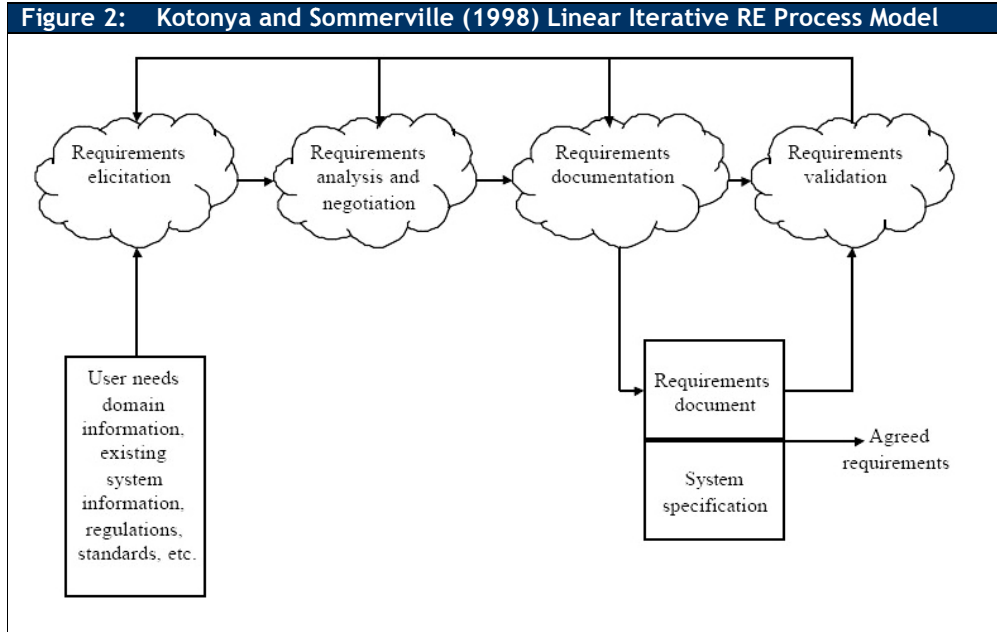 Figure 2: Kotonya and Sommerville (1998) Linear Iterative RE Process Model
Requirements
elicitation
Requirements
analysis and
negotiation
Requirements
documentation
Requirements
validation
User needs
domain
information,
existing
system
information,
regulations,
standards, etc.
Requirements
document
System
specification
Agreed
requirements